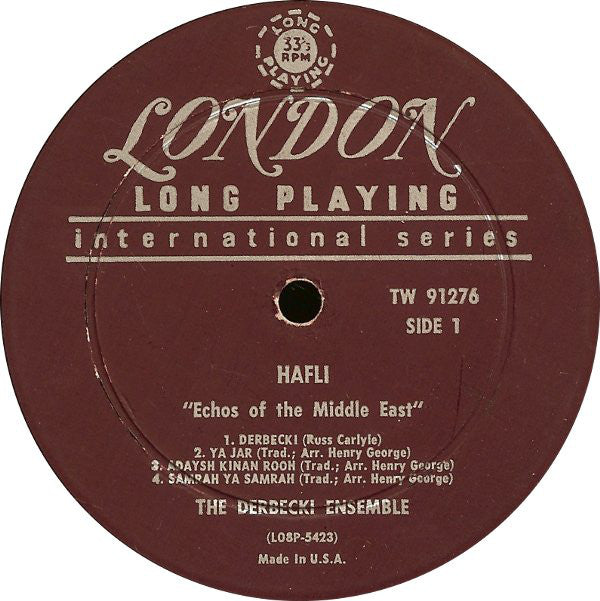 LONG
33⅓
RPM
PLAYING
LONDON
LONG PLAYING
international series
TW 91276
SIDE 1
HAFLI
"Echos of the Middle East"
1. DERBECKI (Russ Carlyle)
2. YA JAR (Trad.; Arr. Henry George)
3. ADAYSH KINAN ROOH (Trad.; Arr. Henry George)
4. SAMRAH YA SAMRAH (Trad.; Arr. Henry George)
THE DERBECKI ENSEMBLE
(LO8P-5423)
Made in U.S.A.